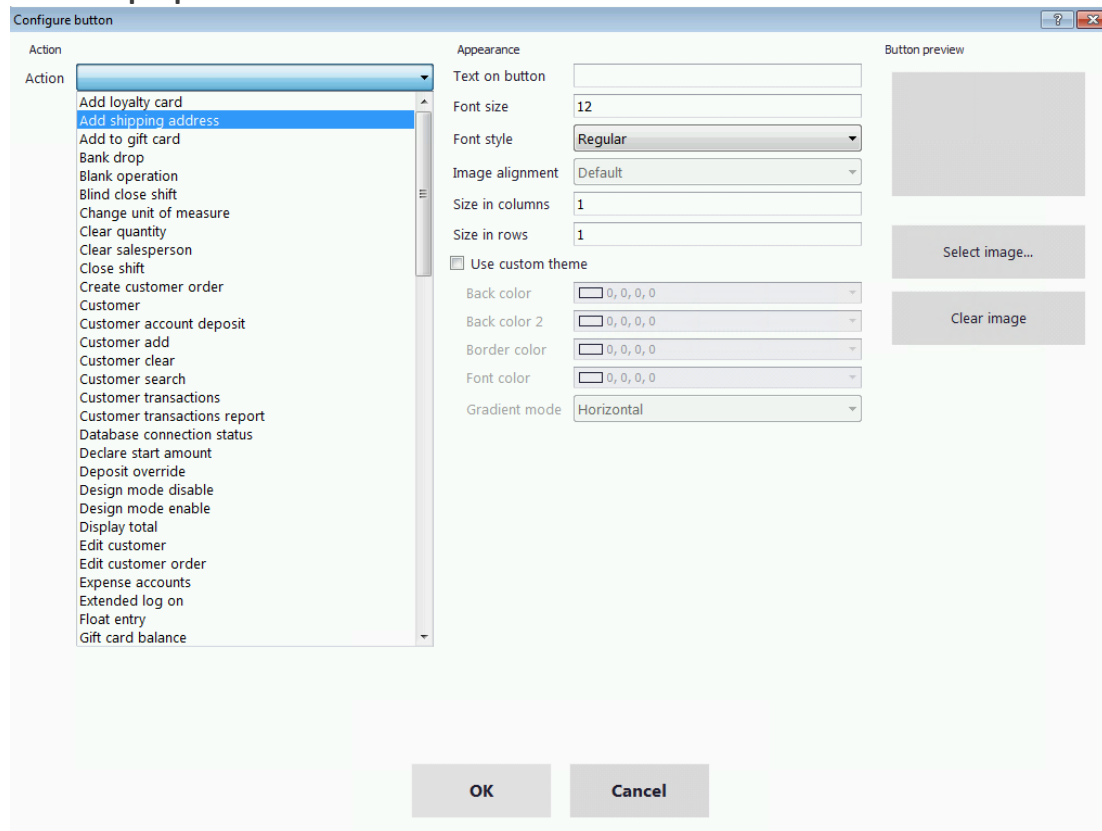 Configure button
Action
Action
Add loyalty card
Add shipping address
Add to gift card
Bank drop
Blank operation
Blind close shift
Change unit of measure
Clear quantity
Clear salesperson
Close shift
Create customer order
Customer
Customer account deposit
Customer add
Customer clear
Customer search
Customer transactions
Customer transactions report
Database connection status
Declare start amount
Deposit override
Design mode disable
Design mode enable
Display total
Edit customer
Edit customer order
Expense accounts
Extended log on
Float entry
Gift card balance
Appearance
Text on button
Font size 12
Font style Regular
Image alignment Default
Size in columns 1
Size in rows 1
Use custom theme
Back color 0, 0, 0, 0
Back color 2 0, 0, 0, 0
Border color 0, 0, 0, 0
Font color 0, 0, 0, 0
Gradient mode Horizontal
Button preview
Select image...
Clear image
OK Cancel